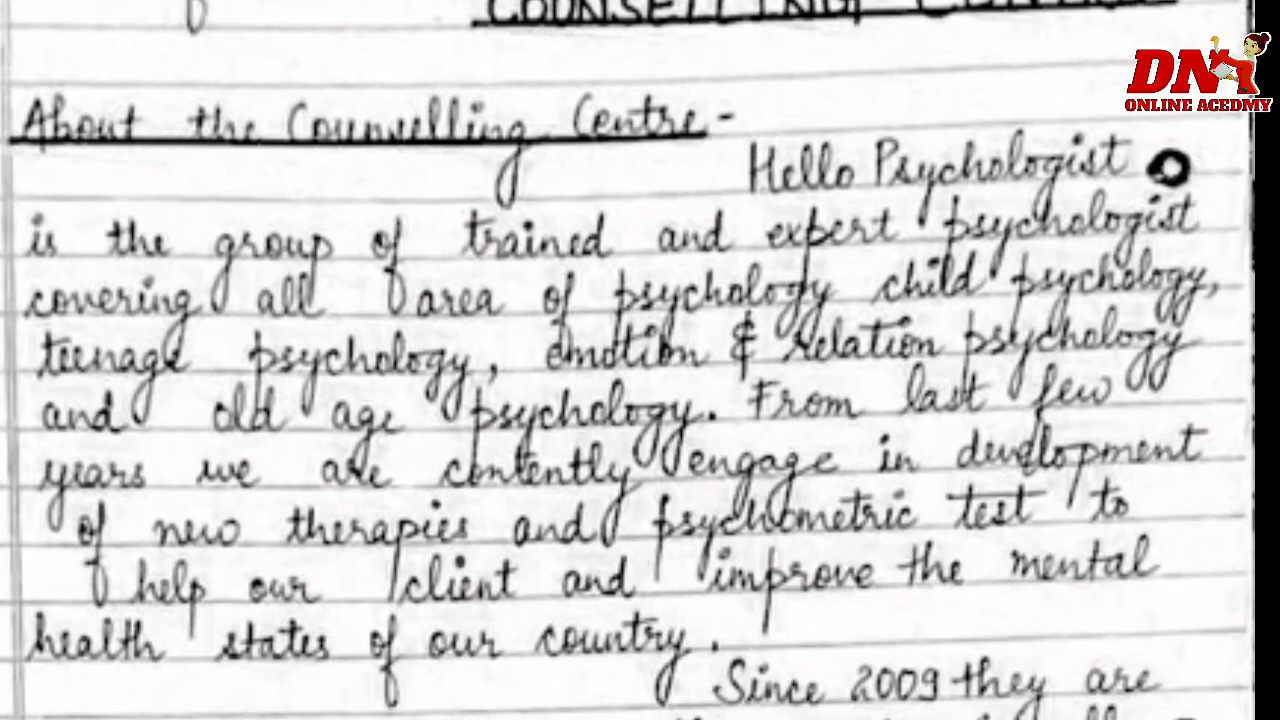 COUNSELLING
DNA
ONLINE ACEDMY
About the Counselling Centre -
Hello Psychologist
is the group of trained and expert psychologist
covering all area of psychology child psychology,
teenage psychology, emotion & relation psychology
and old age psychology. From last few
years we are contently engage in development
of new therapies and psychometric test to
help our client and improve the mental
health states of our country.
Since 2009 they are